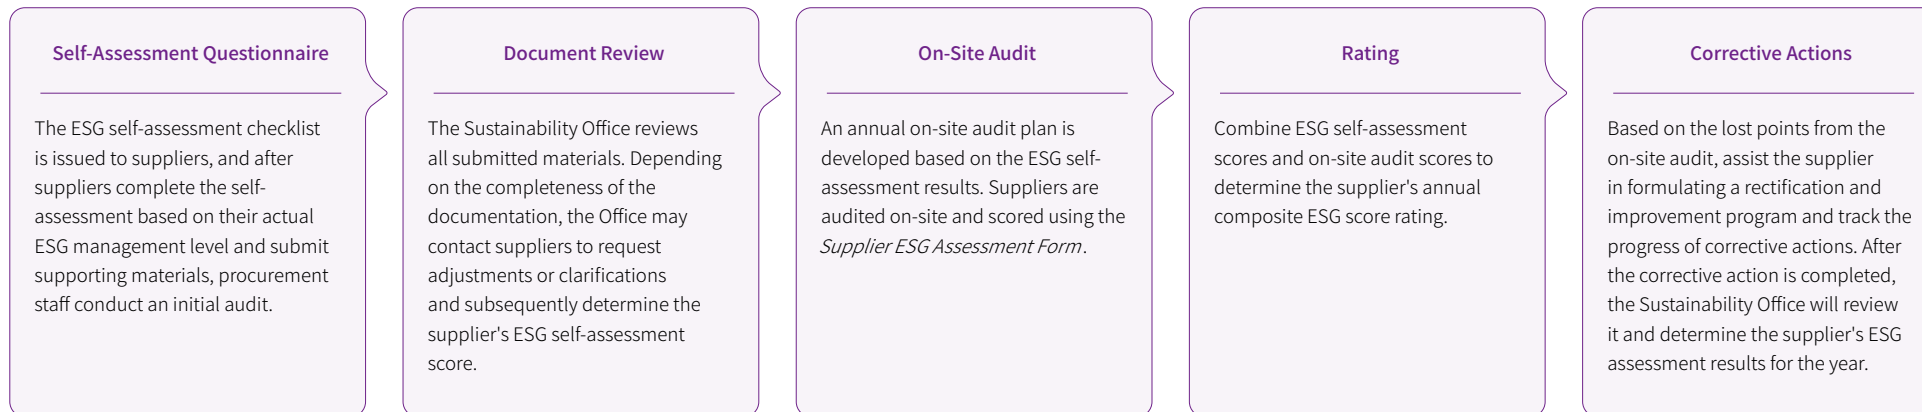 Self-Assessment Questionnaire
The ESG self-assessment checklist
is issued to suppliers, and after
suppliers complete the self-
assessment based on their actual
ESG management level and submit
supporting materials, procurement
staff conduct an initial audit.
Document Review
The Sustainability Office reviews
all submitted materials. Depending
on the completeness of the
documentation, the Office may
contact suppliers to request
adjustments or clarifications
and subsequently determine the
supplier's ESG self-assessment
score.
On-Site Audit
An annual on-site audit plan is
developed based on the ESG self-
assessment results. Suppliers are
audited on-site and scored using the
Supplier ESG Assessment Form.
Rating
Combine ESG self-assessment
scores and on-site audit scores to
determine the supplier's annual
composite ESG score rating.
Corrective Actions
Based on the lost points from the
on-site audit, assist the supplier
in formulating a rectification and
improvement program and track the
progress of corrective actions. After
the corrective action is completed,
the Sustainability Office will review
it and determine the supplier's ESG
assessment results for the year.